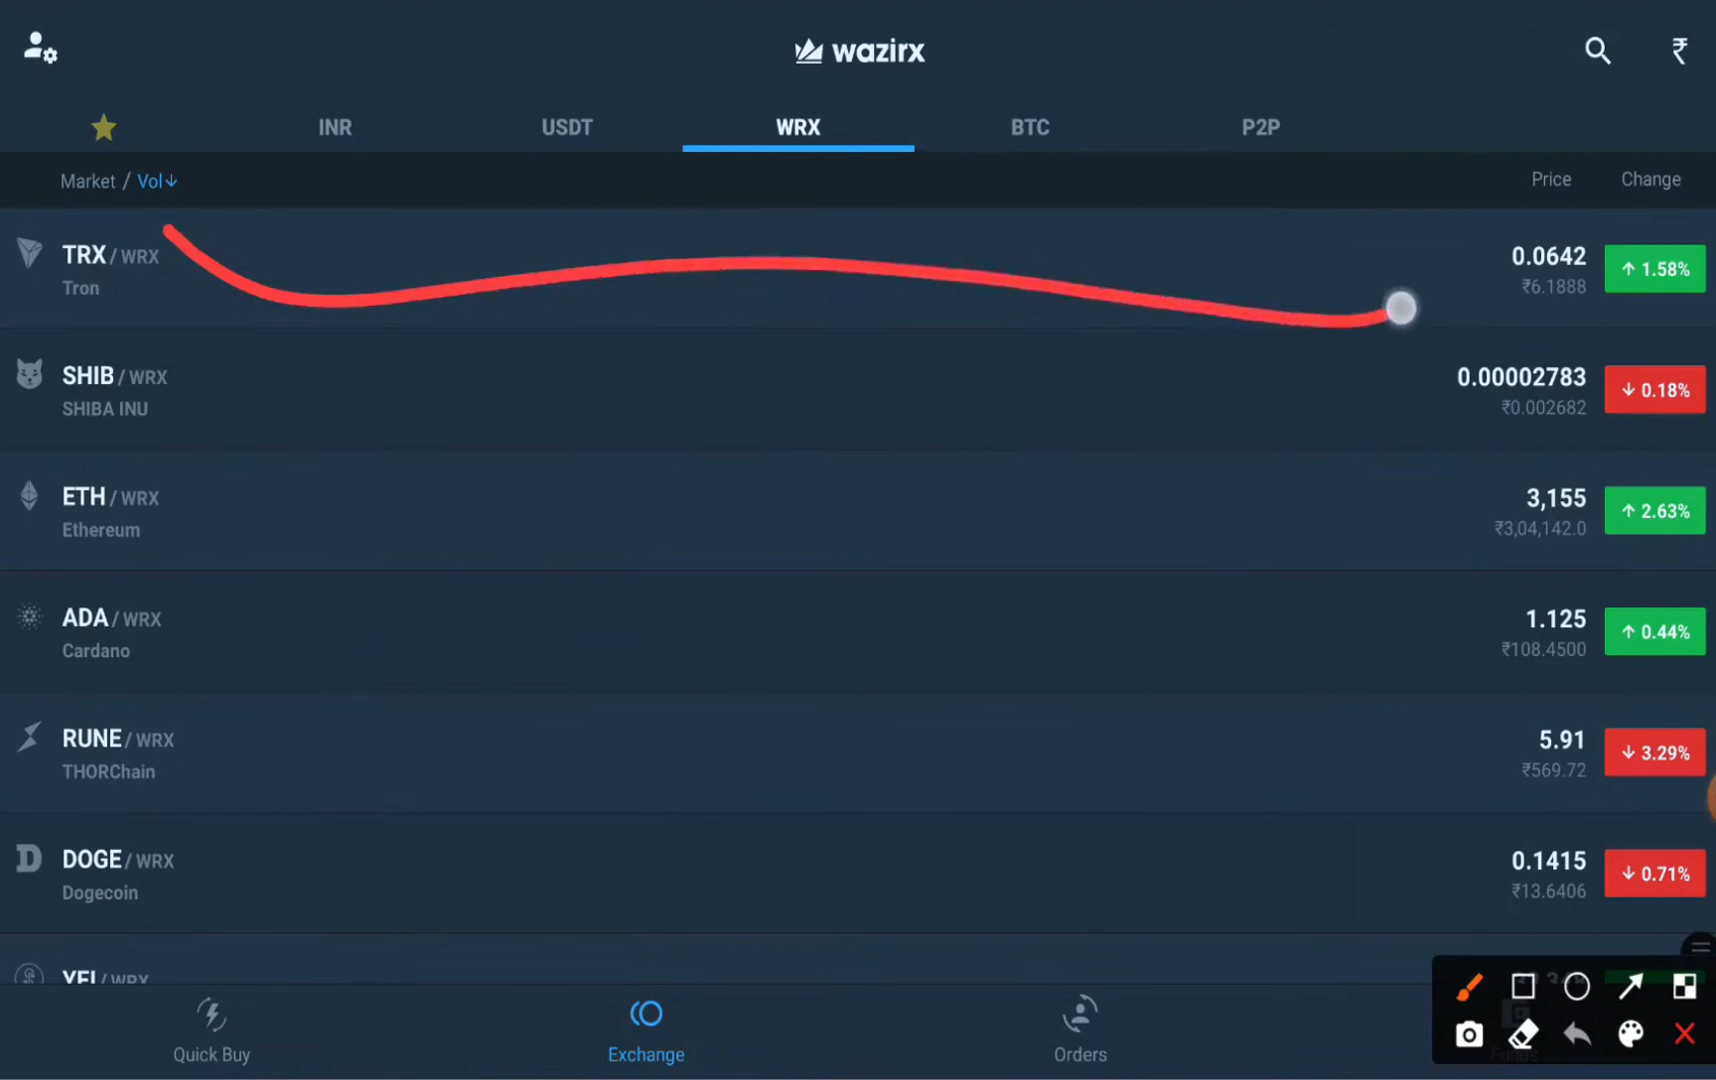 wazirx
₹
INR USDT WRX BTC P2P
Market / Vol↓ Price Change
TRX / WRX 0.0642 ↑ 1.58%
Tron ₹6.1888
SHIB / WRX 0.00002783 ↓ 0.18%
SHIBA INU ₹0.002682
ETH / WRX 3,155 ↑ 2.63%
Ethereum ₹3,04,142.0
ADA / WRX 1.125 ↑ 0.44%
Cardano ₹108.4500
RUNE / WRX 5.91 ↓ 3.29%
THORChain ₹569.72
DOGE / WRX 0.1415 ↓ 0.71%
Dogecoin ₹13.6406
YFI / WRX
Quick Buy Exchange Orders